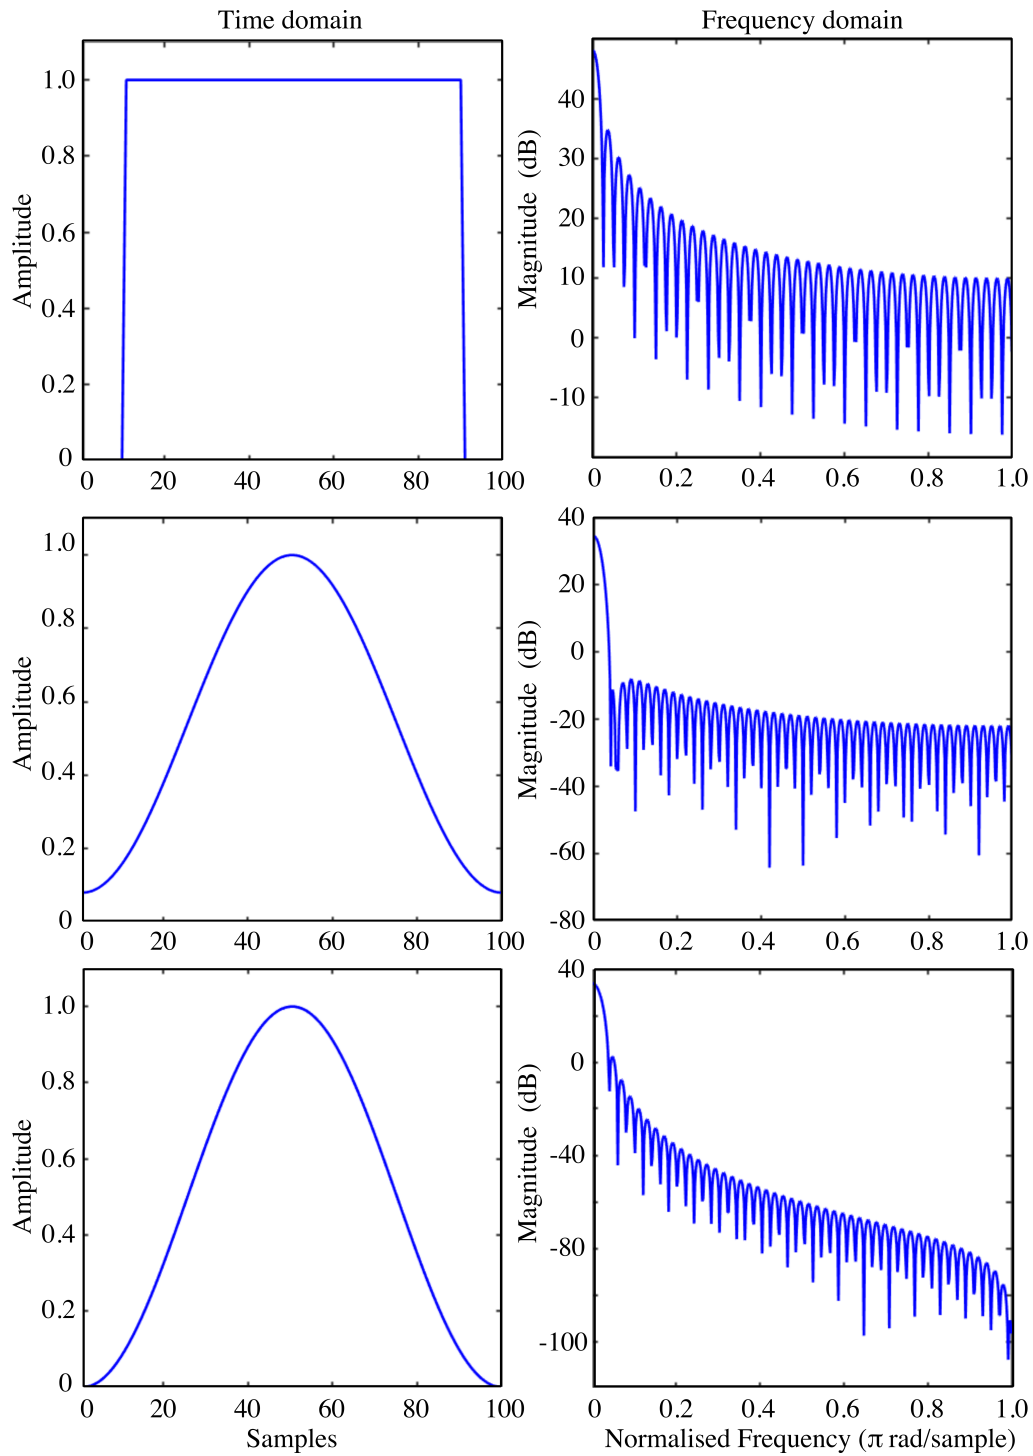 Time domain
Frequency domain
Amplitude
1.0
0.8
0.6
0.4
0.2
0
0 20 40 60 80 100
Magnitude (dB)
40
30
20
10
0
-10
0 0.2 0.4 0.6 0.8 1.0
Amplitude
1.0
0.8
0.6
0.4
0.2
0
0 20 40 60 80 100
Magnitude (dB)
40
20
0
-20
-40
-60
-80
0 0.2 0.4 0.6 0.8 1.0
Amplitude
1.0
0.8
0.6
0.4
0.2
0
0 20 40 60 80 100
Samples
Magnitude (dB)
40
0
-40
-80
-100
0 0.2 0.4 0.6 0.8 1.0
Normalised Frequency (π rad/sample)